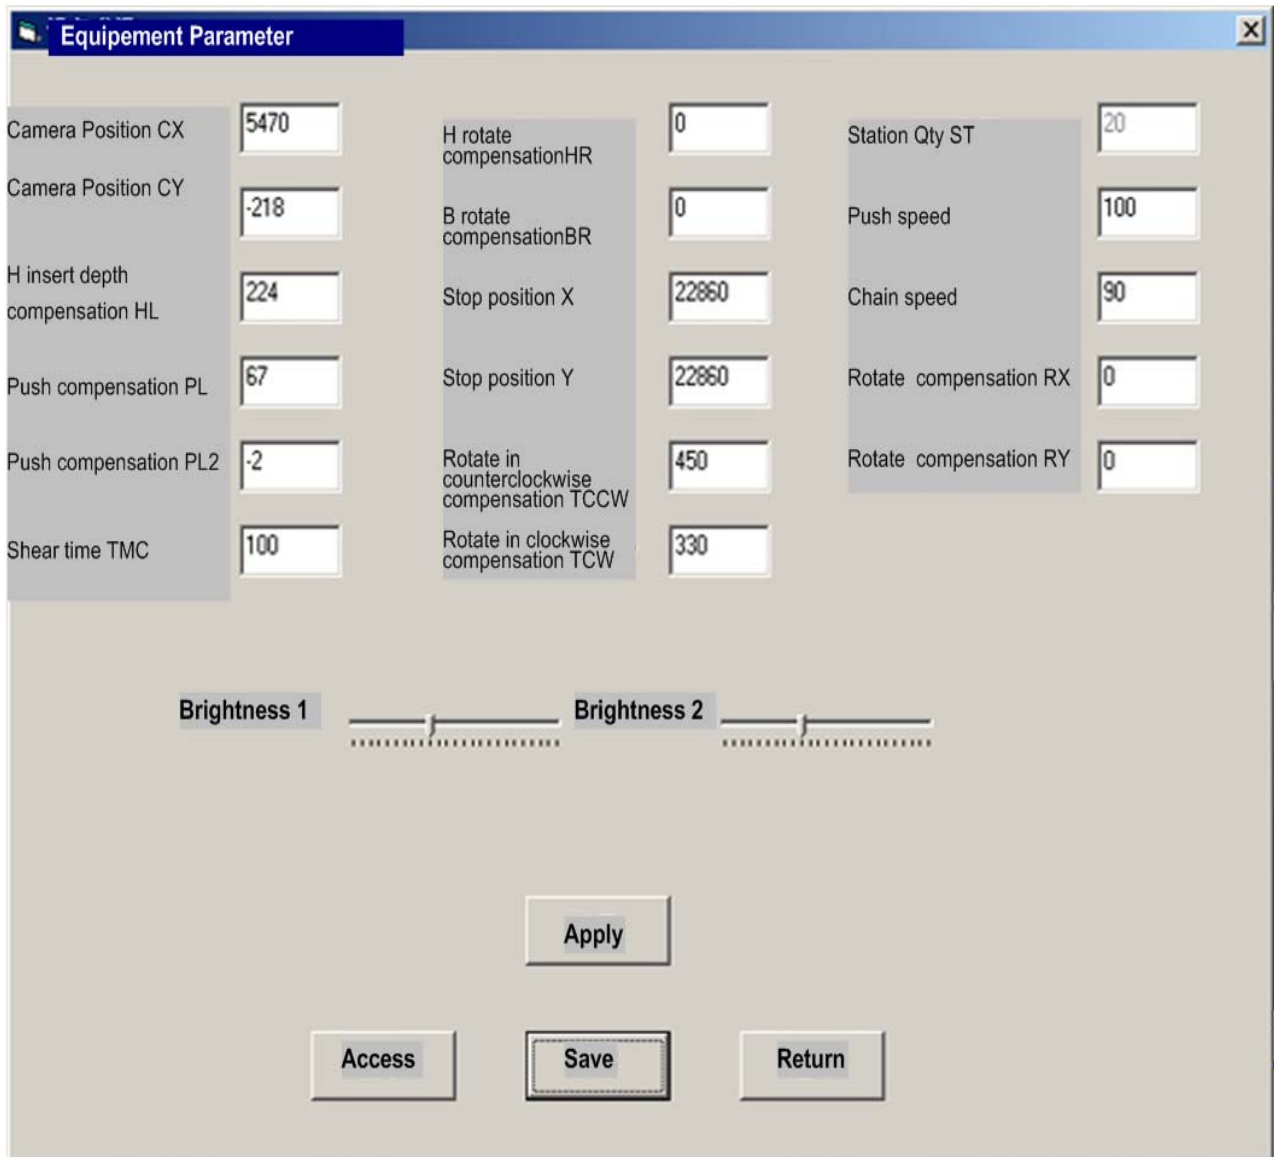 Equipement Parameter
Camera Position CX
5470
Camera Position CY
-218
H insert depth
compensation HL
224
Push compensation PL
67
Push compensation PL2
-2
Shear time TMC
100
H rotate
compensationHR
0
B rotate
compensationBR
0
Stop position X
22860
Stop position Y
22860
Rotate in
counterclockwise
compensation TCCW
450
Rotate in clockwise
compensation TCW
330
Station Qty ST
20
Push speed
100
Chain speed
90
Rotate compensation RX
0
Rotate compensation RY
0
Brightness 1
Brightness 2
Apply
Access
Save
Return